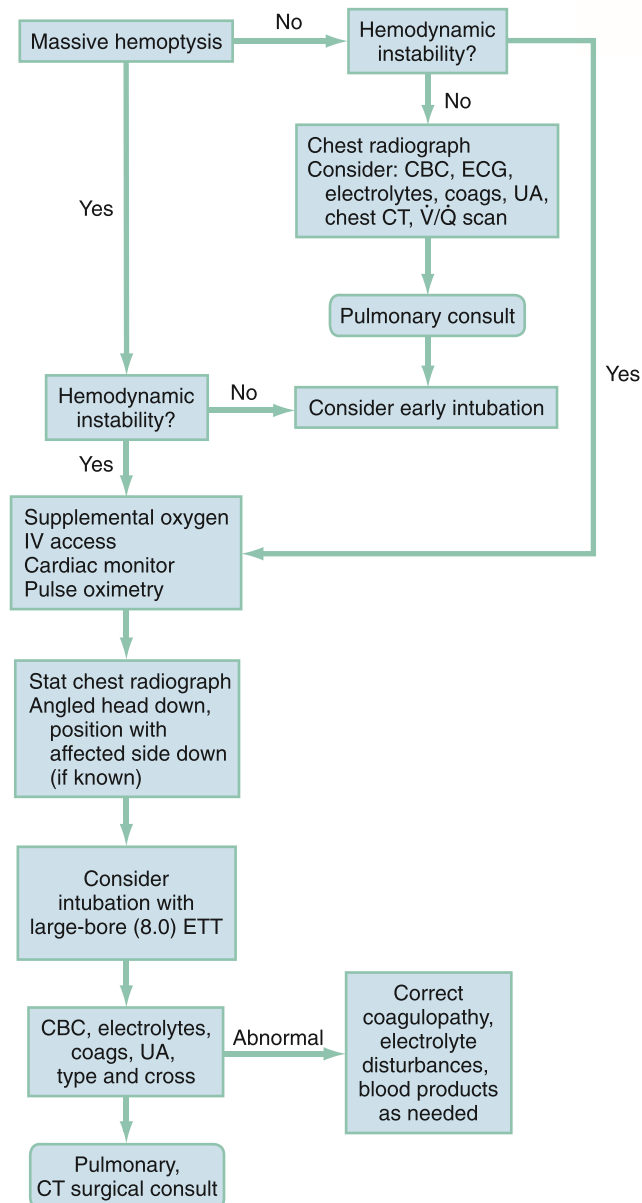 Massive hemoptysis
No
Hemodynamic
instability?
No
Yes
Chest radiograph
Consider: CBC, ECG,
electrolytes, coags, UA,
chest CT, V̇/Q̇ scan
Pulmonary consult
Consider early intubation
Yes
Hemodynamic
instability?
No
Yes
Supplemental oxygen
IV access
Cardiac monitor
Pulse oximetry
Stat chest radiograph
Angled head down,
position with
affected side down
(if known)
Consider
intubation with
large-bore (8.0) ETT
CBC, electrolytes,
coags, UA,
type and cross
Abnormal
Correct
coagulopathy,
electrolyte
disturbances,
blood products
as needed
Pulmonary,
CT surgical consult